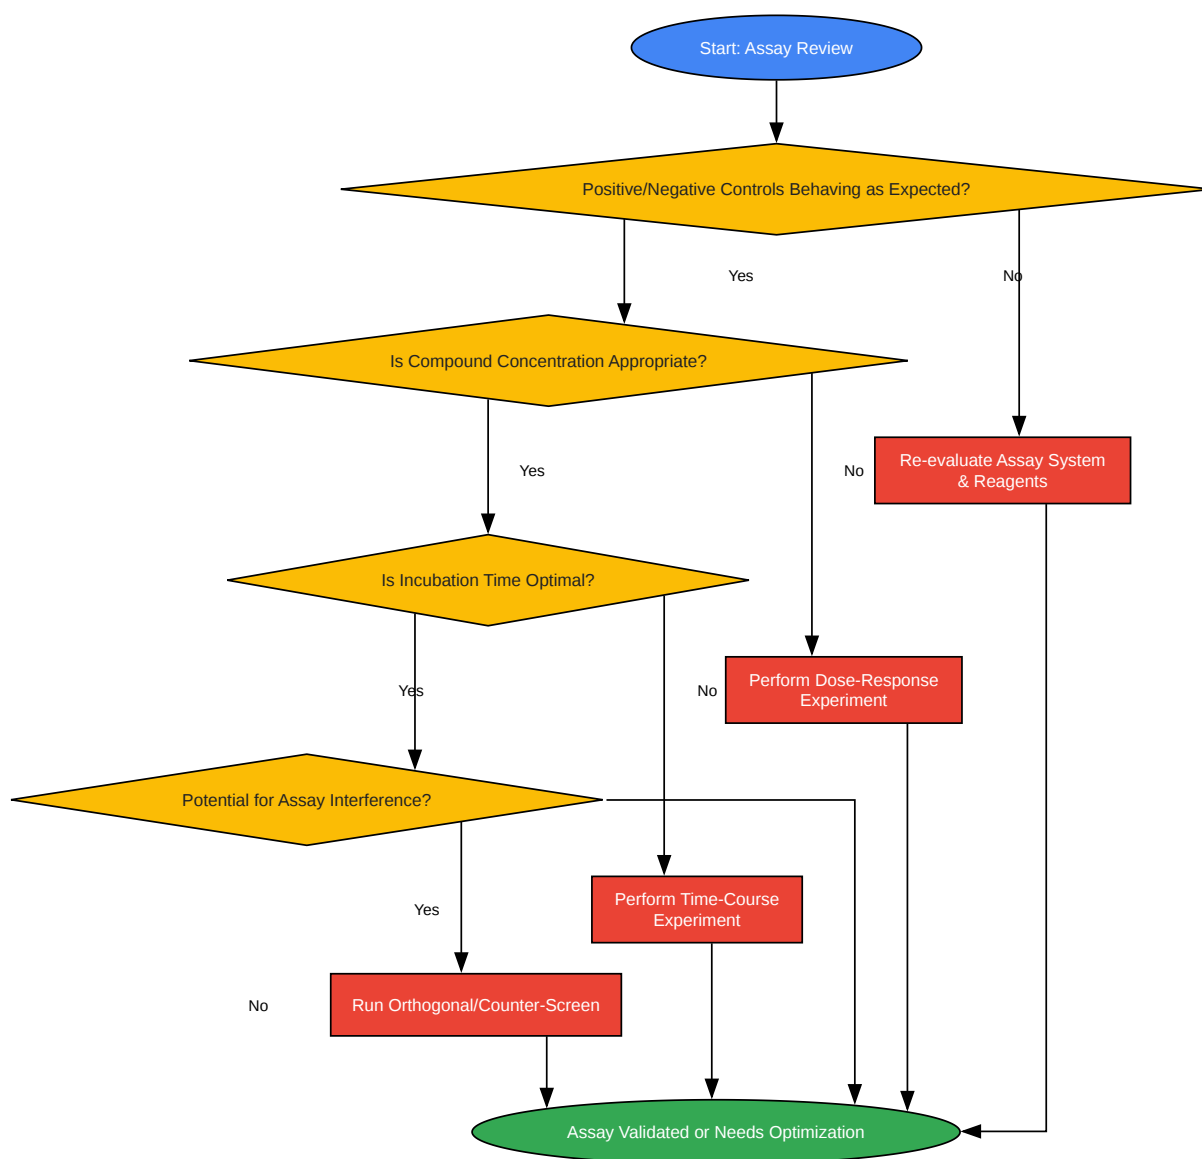 Start: Assay Review
Positive/Negative Controls Behaving as Expected?
Yes
No
Is Compound Concentration Appropriate?
Yes
No
Re-evaluate Assay System
& Reagents
Is Incubation Time Optimal?
Yes
No
Perform Dose-Response
Experiment
Potential for Assay Interference?
Yes
Perform Time-Course
Experiment
No
Run Orthogonal/Counter-Screen
Assay Validated or Needs Optimization